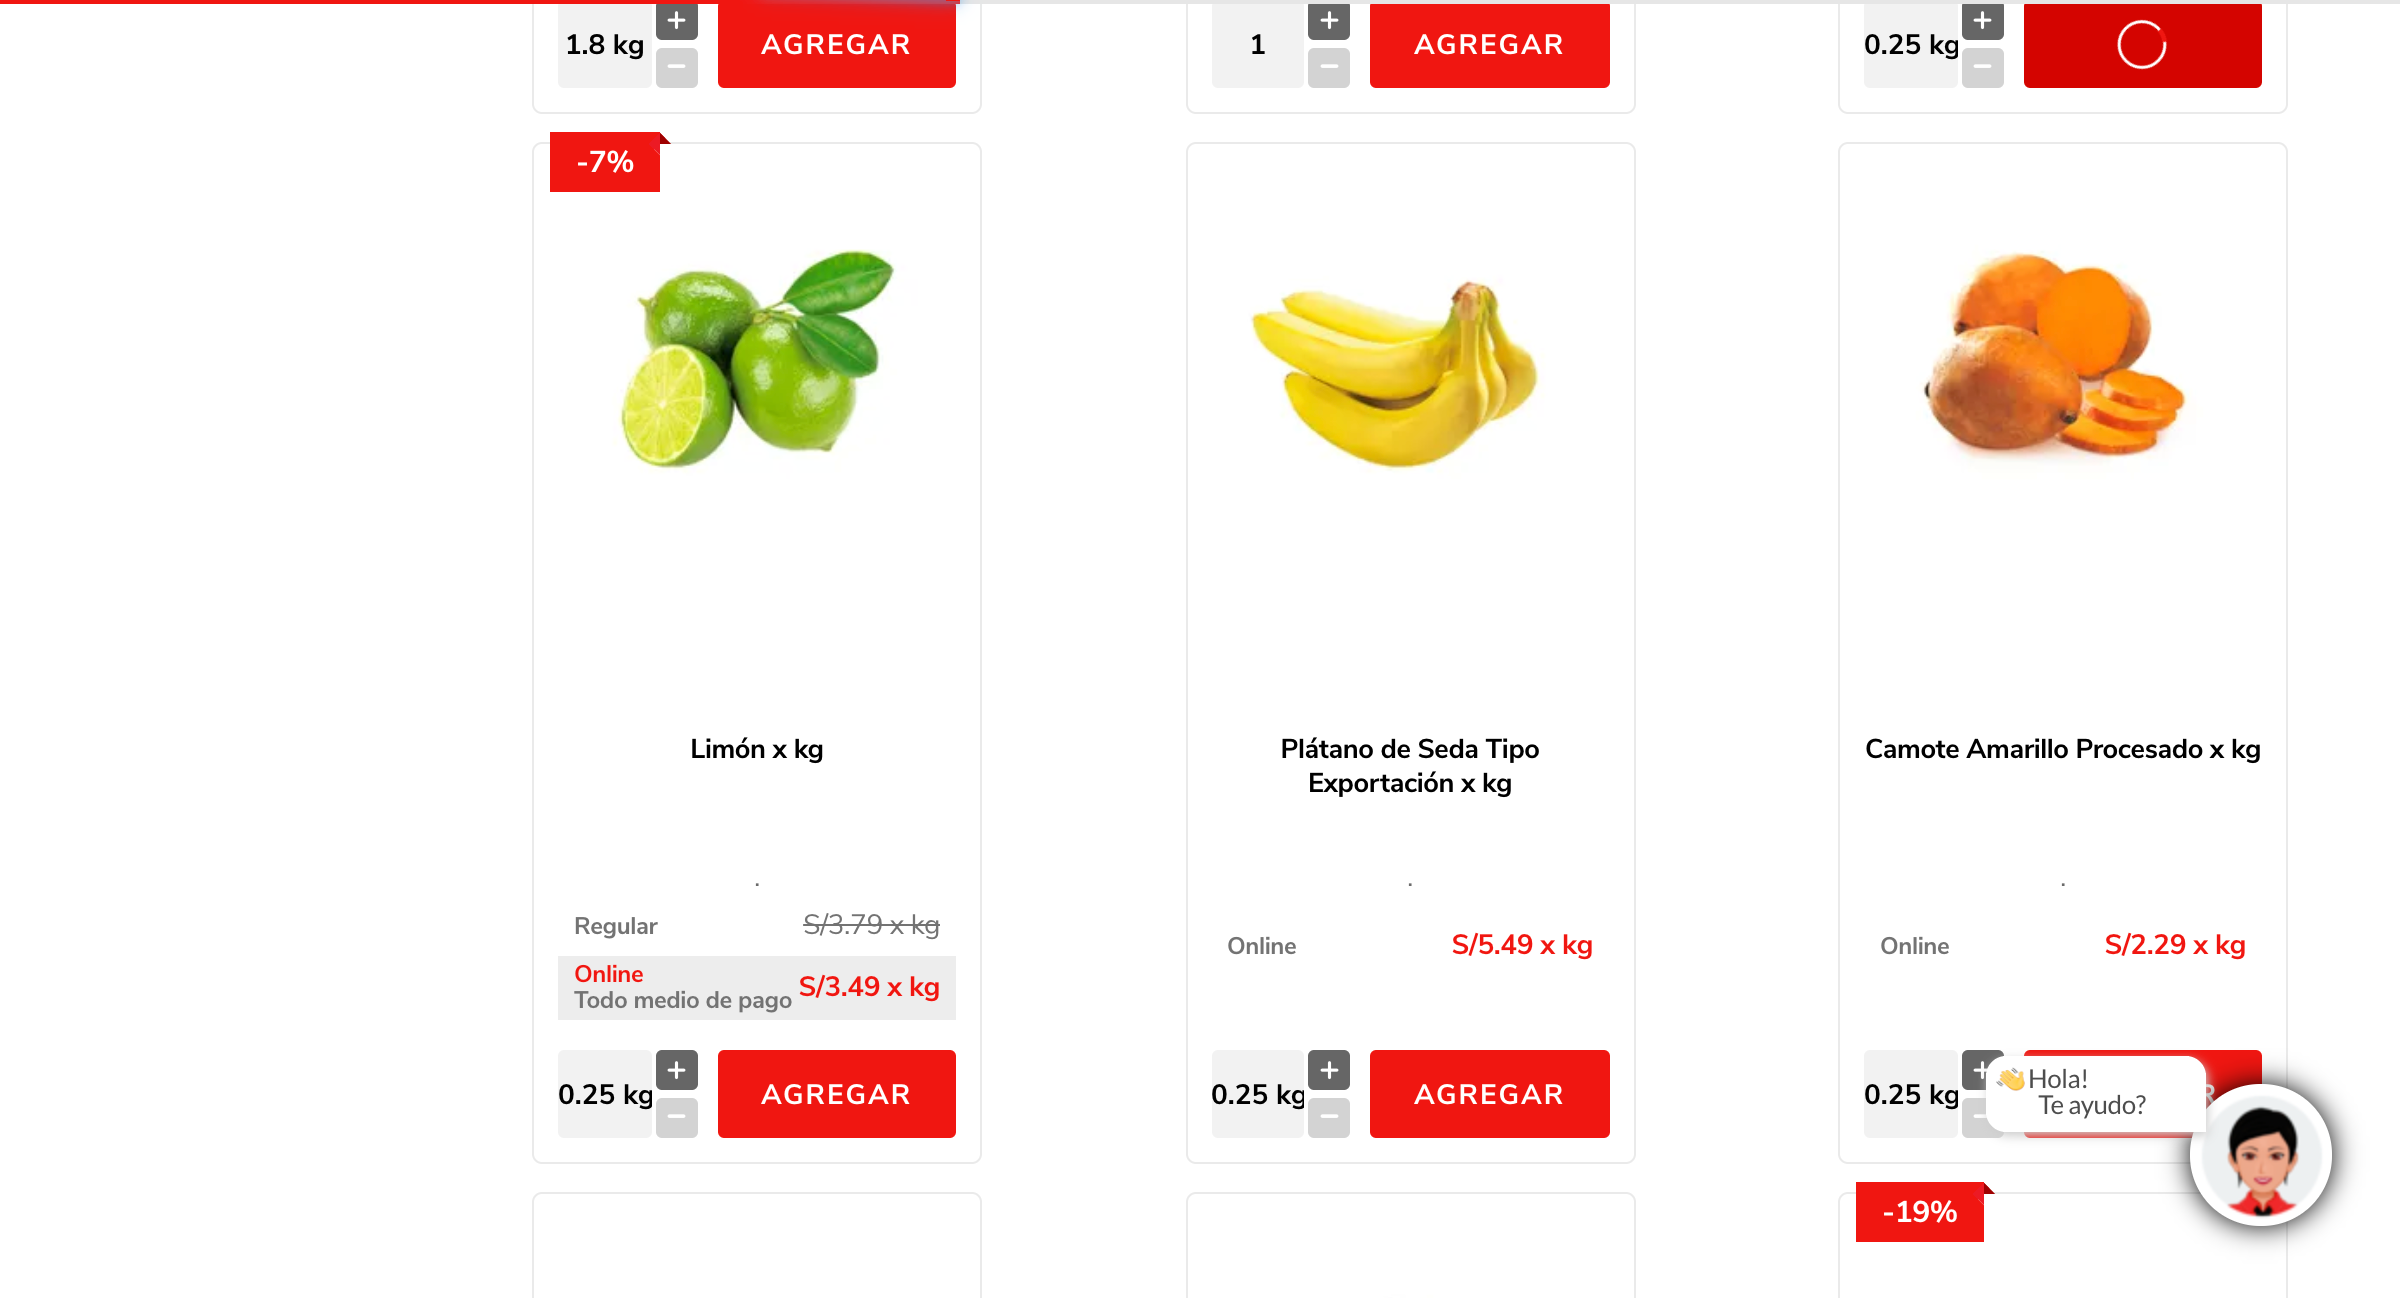 1.8 kg
+
−
AGREGAR
1
+
−
AGREGAR
0.25 kg
+
−
-7%
Limón x kg
.
Regular
S/3.79 x kg
Online
Todo medio de pago
S/3.49 x kg
0.25 kg
+
−
AGREGAR
Plátano de Seda Tipo
Exportación x kg
.
Online
S/5.49 x kg
0.25 kg
+
−
AGREGAR
Camote Amarillo Procesado x kg
.
Online
S/2.29 x kg
0.25 kg
+
−
👋Hola!
Te ayudo?
-19%